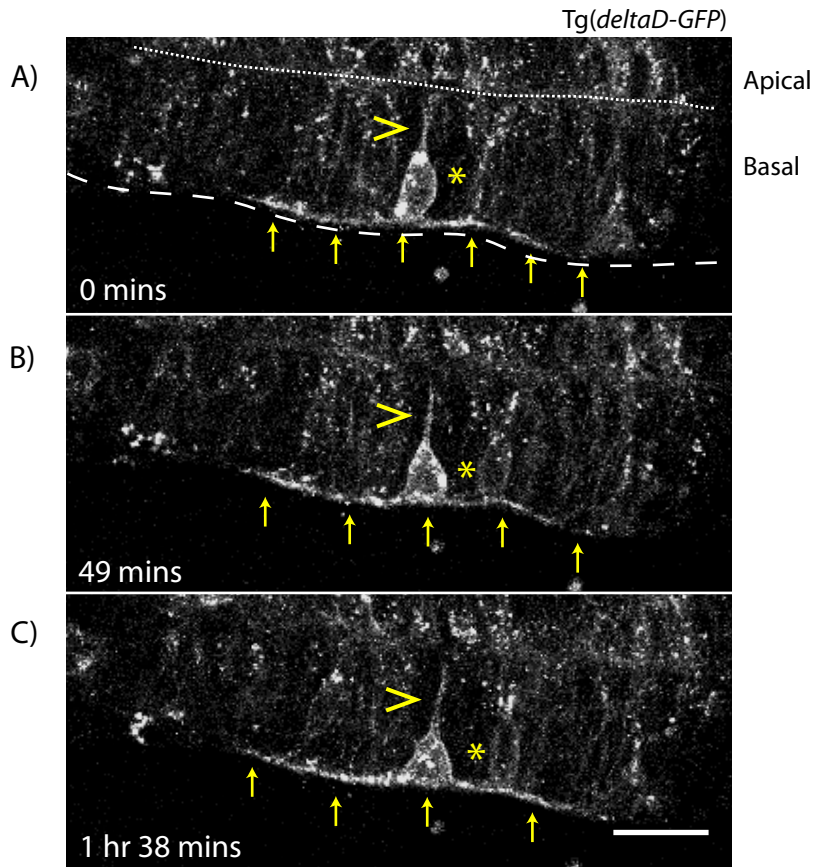 Tg(deltaD-GFP)
A)
Apical
Basal
*
0 mins
B)
*
49 mins
C)
*
1 hr 38 mins